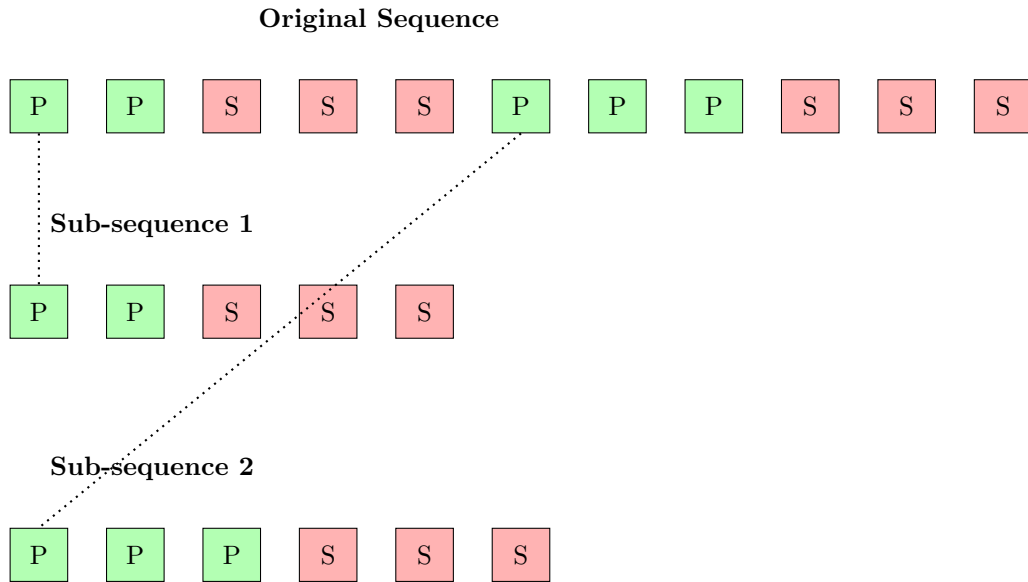 Original Sequence
P P S S S P P P S S S
Sub-sequence 1
P P S S S
Sub-sequence 2
P P P S S S